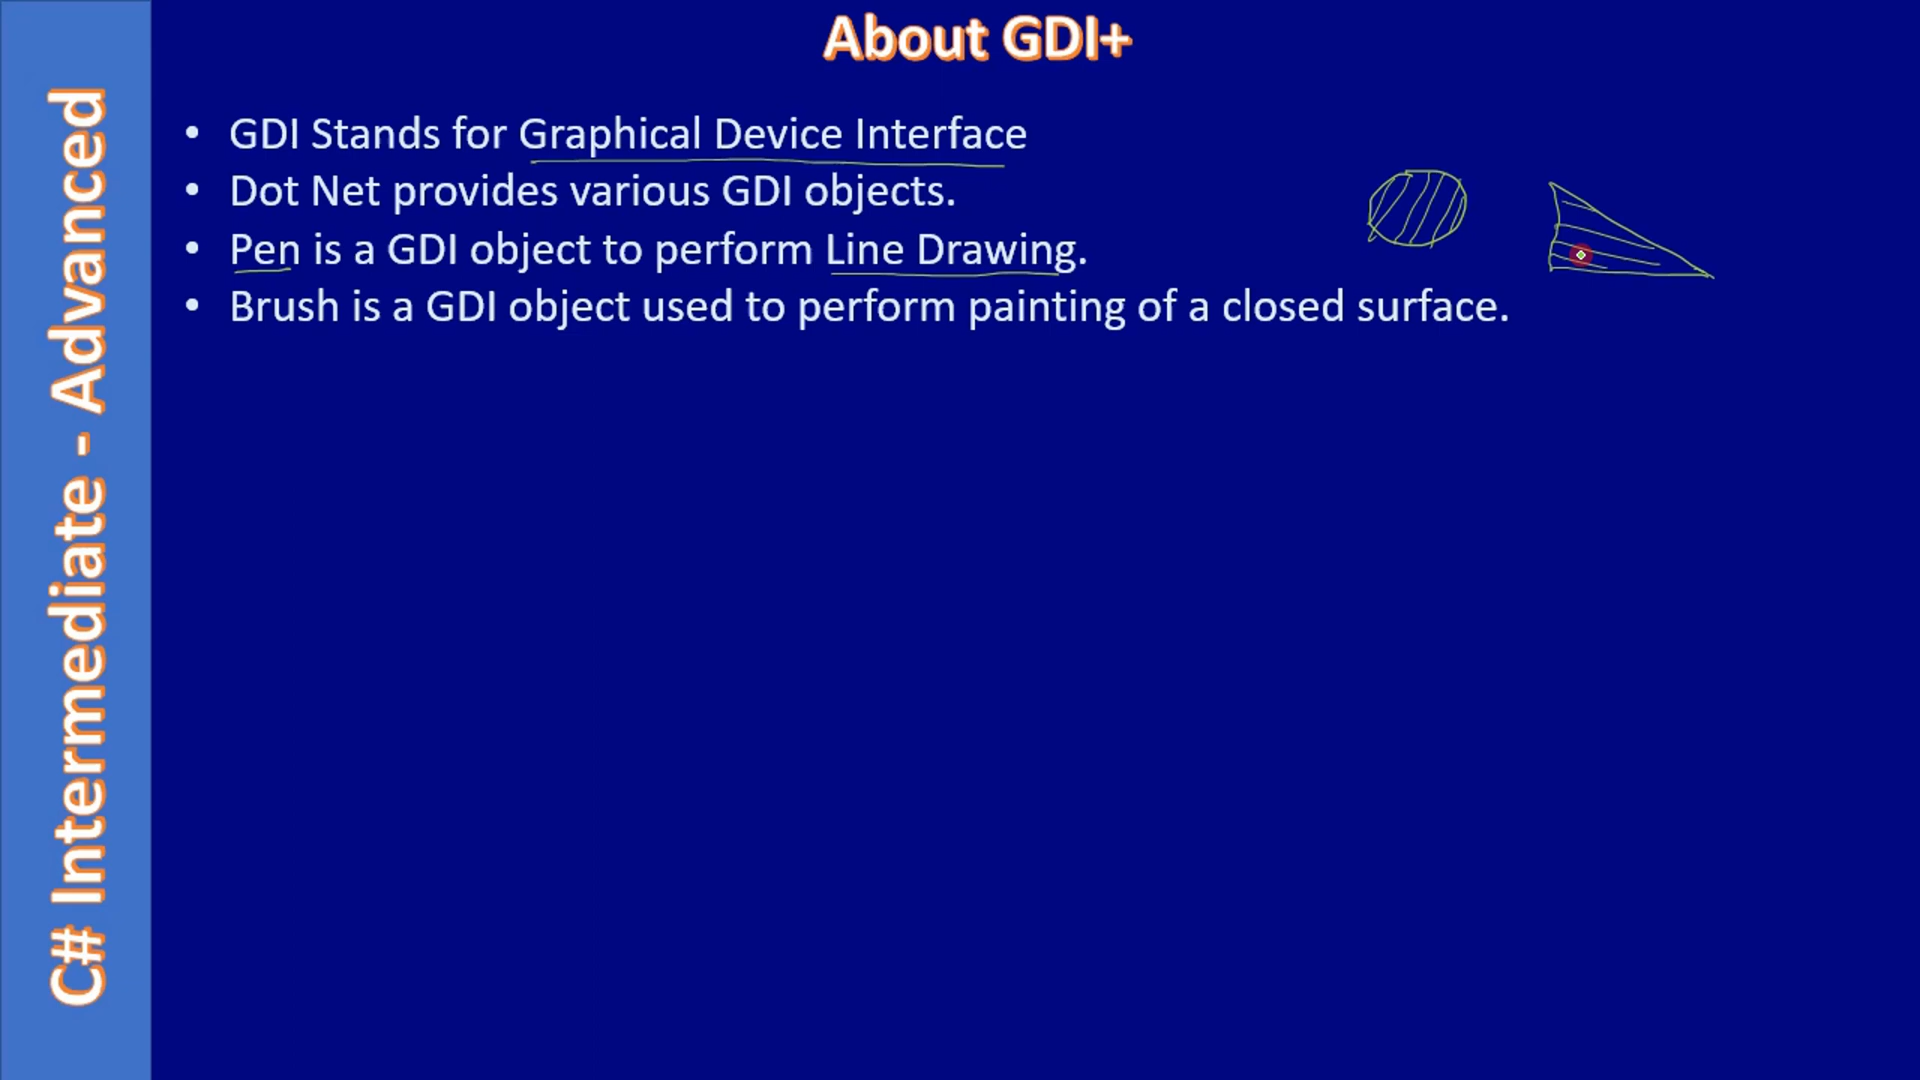 About GDI+
C# Intermediate - Advanced
• GDI Stands for Graphical Device Interface
• Dot Net provides various GDI objects.
• Pen is a GDI object to perform Line Drawing.
• Brush is a GDI object used to perform painting of a closed surface.